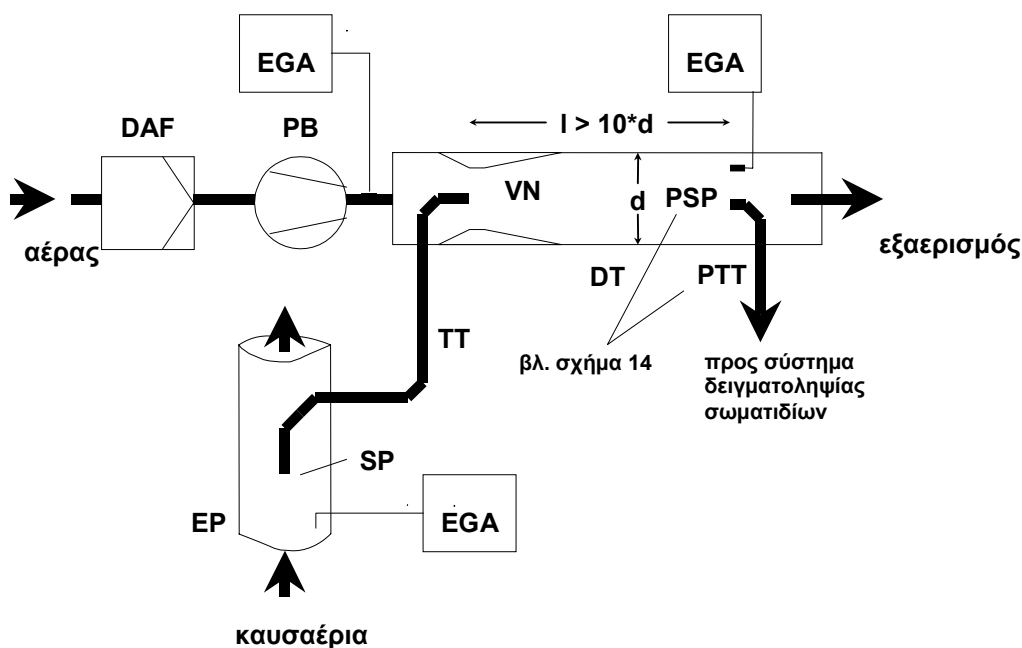 EGA
EGA
DAF
PB
l > 10*d
VN
d
PSP
αέρας
εξαερισμός
DT
PTT
TT
βλ. σχήμα 14
προς σύστημα
δειγματοληψίας
σωματιδίων
SP
EP
EGA
καυσαέρια